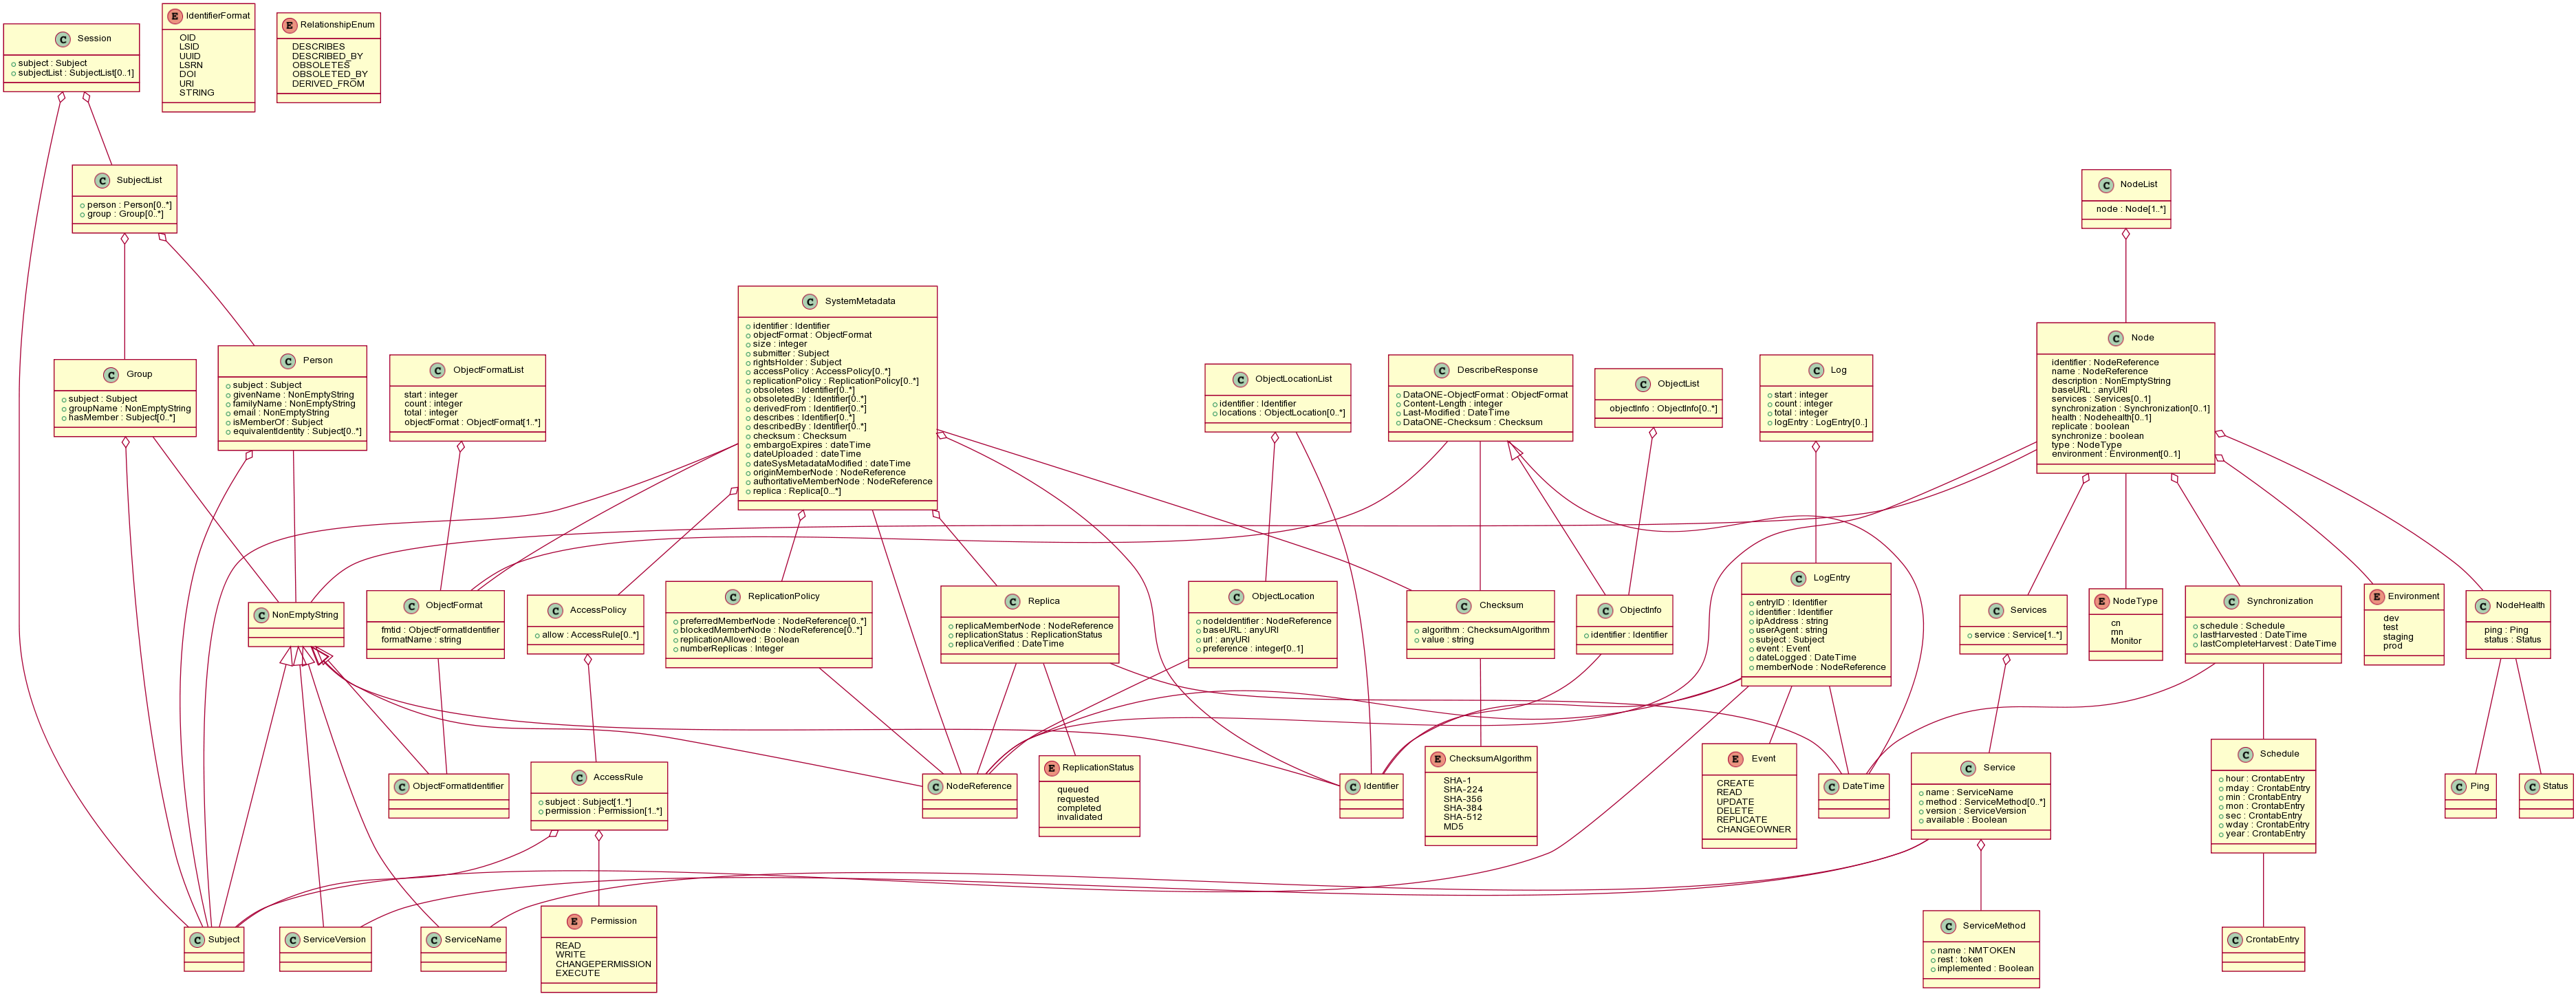 C Session
subject : Subject
subjectList : SubjectList[0..1]
E IdentifierFormat
OID
LSID
UUID
LSRN
DOI
URI
STRING
E RelationshipEnum
DESCRIBES
DESCRIBED_BY
OBSOLETES
OBSOLETED_BY
DERIVED_FROM
C SubjectList
person : Person[0..*]
group : Group[0..*]
C NodeList
node : Node[1..*]
C SystemMetadata
identifier : Identifier
objectFormat : ObjectFormat
size : integer
submitter : Subject
rightsHolder : Subject
accessPolicy : AccessPolicy[0..*]
replicationPolicy : ReplicationPolicy[0..*]
obsoletes : Identifier[0..*]
obsoletedBy : Identifier[0..*]
derivedFrom : Identifier[0..*]
describes : Identifier[0..*]
describedBy : Identifier[0..*]
checksum : Checksum
embargoExpires : dateTime
dateUploaded : dateTime
dateSysMetadataModified : dateTime
originMemberNode : NodeReference
authoritativeMemberNode : NodeReference
replica : Replica[0...*]
C Node
identifier : NodeReference
name : NodeReference
description : NonEmptyString
baseURL : anyURI
services : Services[0..1]
synchronization : Synchronization[0..1]
health : Nodehealth[0..1]
replicate : boolean
synchronize : boolean
type : NodeType
environment : Environment[0..1]
C Group
subject : Subject
groupName : NonEmptyString
hasMember : Subject[0..*]
C Person
subject : Subject
givenName : NonEmptyString
familyName : NonEmptyString
email : NonEmptyString
isMemberOf : Subject
equivalentIdentity : Subject[0..*]
C ObjectFormatList
start : integer
count : integer
total : integer
objectFormat : ObjectFormat[1..*]
C ObjectLocationList
identifier : Identifier
locations : ObjectLocation[0..*]
C DescribeResponse
DataONE-ObjectFormat : ObjectFormat
Content-Length : integer
Last-Modified : DateTime
DataONE-Checksum : Checksum
C ObjectList
objectInfo : ObjectInfo[0..*]
C Log
start : integer
count : integer
total : integer
logEntry : LogEntry[0..]
C NonEmptyString
C ObjectFormat
fmtid : ObjectFormatIdentifier
formatName : string
C AccessPolicy
allow : AccessRule[0..*]
C ReplicationPolicy
preferredMemberNode : NodeReference[0..*]
blockedMemberNode : NodeReference[0..*]
replicationAllowed : Boolean
numberReplicas : Integer
C Replica
replicaMemberNode : NodeReference
replicationStatus : ReplicationStatus
replicaVerified : DateTime
C ObjectLocation
nodeIdentifier : NodeReference
baseURL : anyURI
url : anyURI
preference : integer[0..1]
C Checksum
algorithm : ChecksumAlgorithm
value : string
C ObjectInfo
identifier : Identifier
C LogEntry
entryID : Identifier
identifier : Identifier
ipAddress : string
userAgent : string
subject : Subject
event : Event
dateLogged : DateTime
memberNode : NodeReference
C Services
service : Service[1..*]
E NodeType
cn
mn
Monitor
C Synchronization
schedule : Schedule
lastHarvested : DateTime
lastCompleteHarvest : DateTime
E Environment
dev
test
staging
prod
C NodeHealth
ping : Ping
status : Status
C ObjectFormatIdentifier
C AccessRule
subject : Subject[1..*]
permission : Permission[1..*]
C NodeReference
E ReplicationStatus
queued
requested
completed
invalidated
C Identifier
E ChecksumAlgorithm
SHA-1
SHA-224
SHA-356
SHA-384
SHA-512
MD5
E Event
CREATE
READ
UPDATE
DELETE
REPLICATE
CHANGEOWNER
C DateTime
C Service
name : ServiceName
method : ServiceMethod[0..*]
version : ServiceVersion
available : Boolean
C Schedule
hour : CrontabEntry
mday : CrontabEntry
min : CrontabEntry
mon : CrontabEntry
sec : CrontabEntry
wday : CrontabEntry
year : CrontabEntry
C Ping
C Status
C Subject
C ServiceVersion
C ServiceName
E Permission
READ
WRITE
CHANGEPERMISSION
EXECUTE
C ServiceMethod
name : NMTOKEN
rest : token
implemented : Boolean
C CrontabEntry